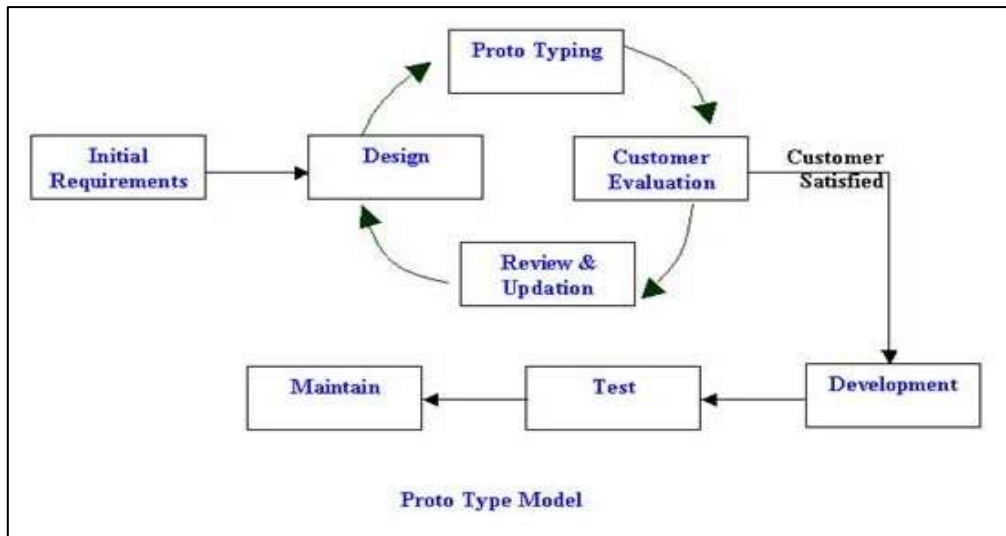 Proto Typing
Initial
Requirements
Design
Customer
Evaluation
Customer
Satisfied
Review &
Updation
Maintain
Test
Development
Proto Type Model